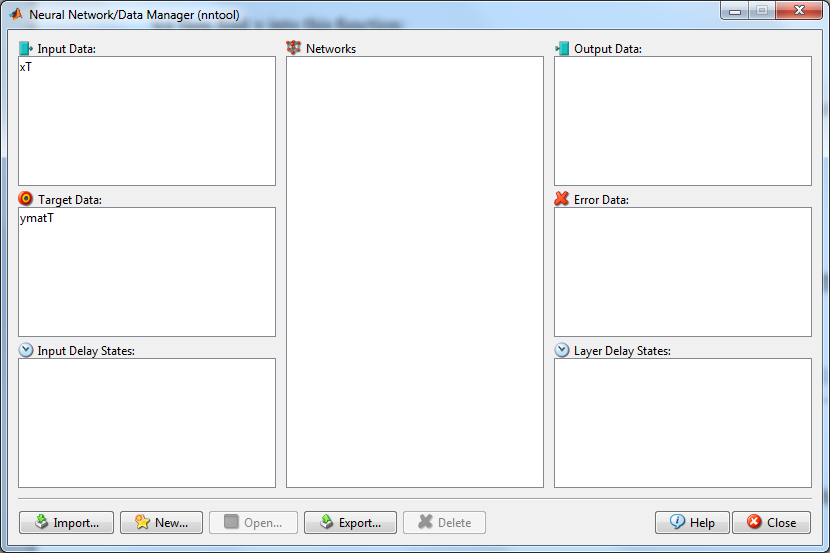 Neural Network/Data Manager (nntool)
Input Data:
xT
Networks
Output Data:
Target Data:
ymatT
Error Data:
Input Delay States:
Layer Delay States:
Import...
New...
Open...
Export...
Delete
Help
Close